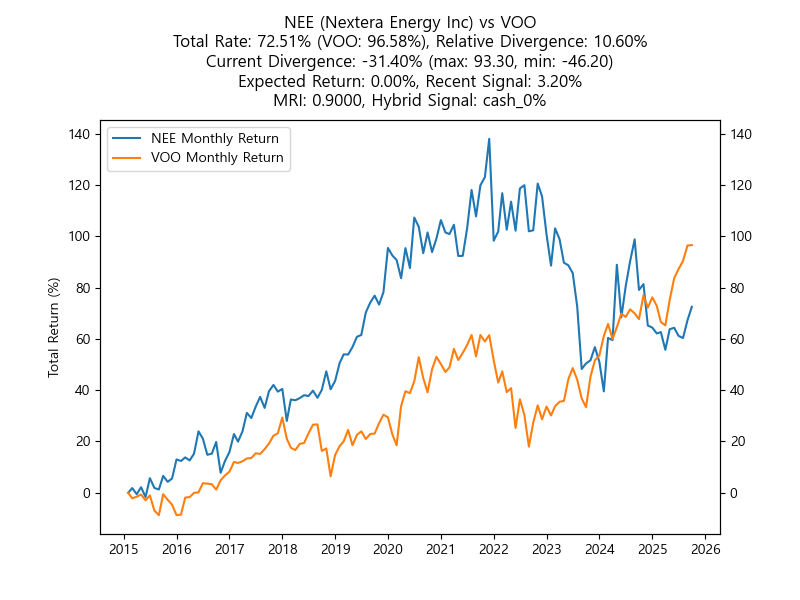 NEE (Nextera Energy Inc) vs VOO
Total Rate: 72.51% (VOO: 96.58%), Relative Divergence: 10.60%
Current Divergence: -31.40% (max: 93.30, min: -46.20)
Expected Return: 0.00%, Recent Signal: 3.20%
MRI: 0.9000, Hybrid Signal: cash_0%
NEE Monthly Return
VOO Monthly Return
Total Return (%)
140
120
100
80
60
40
20
0
140
120
100
80
60
40
20
0
2015 2016 2017 2018 2019 2020 2021 2022 2023 2024 2025 2026